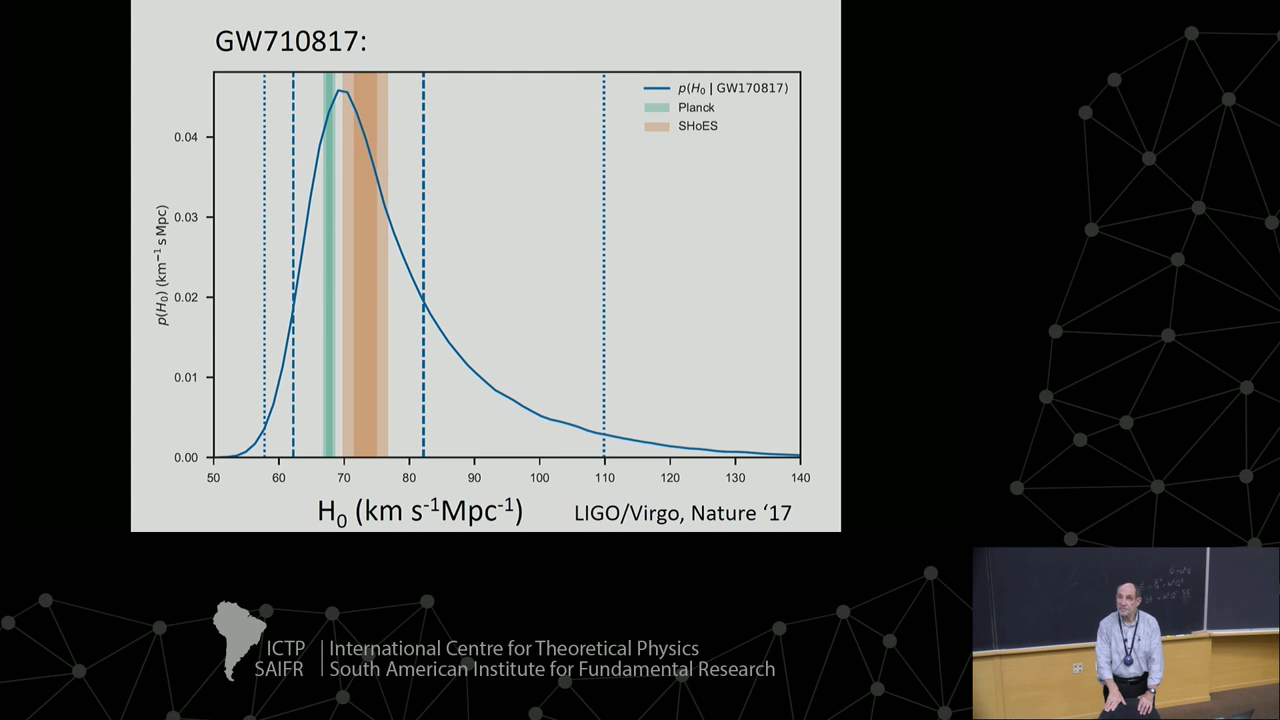 GW710817:
p(H₀ | GW170817)
Planck
SHoES
p(H₀) (km⁻¹ s Mpc)
0.04
0.03
0.02
0.01
0.00
50 60 70 80 90 100 110 120 130 140
H₀ (km s⁻¹Mpc⁻¹)
LIGO/Virgo, Nature ‘17
ICTP
SAIFR
International Centre for Theoretical Physics
South American Institute for Fundamental Research